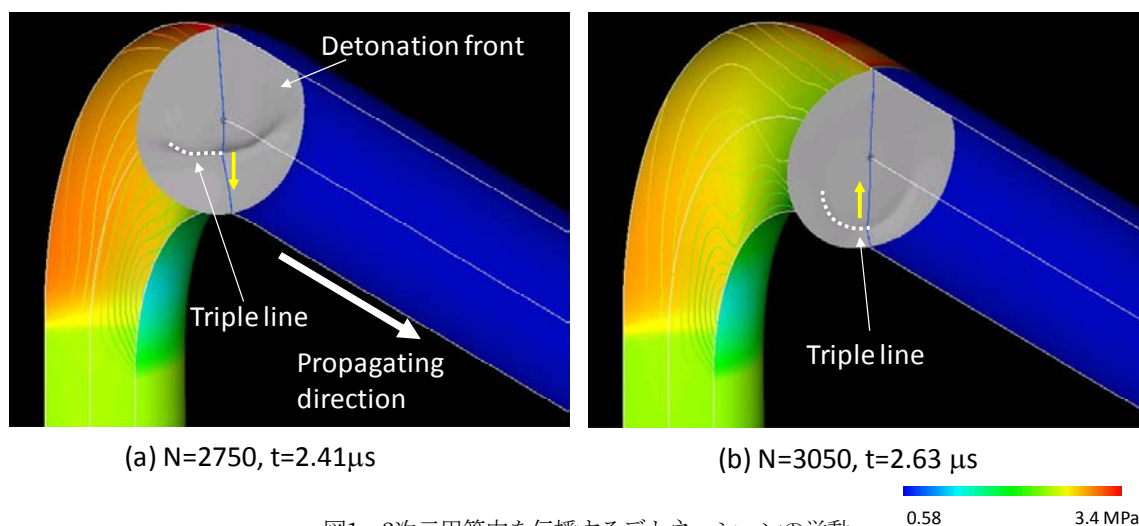 Detonation front
Triple line
Propagating
direction
(a) N=2750, t=2.41μs
Triple line
(b) N=3050, t=2.63 μs
0.58 3.4 MPa